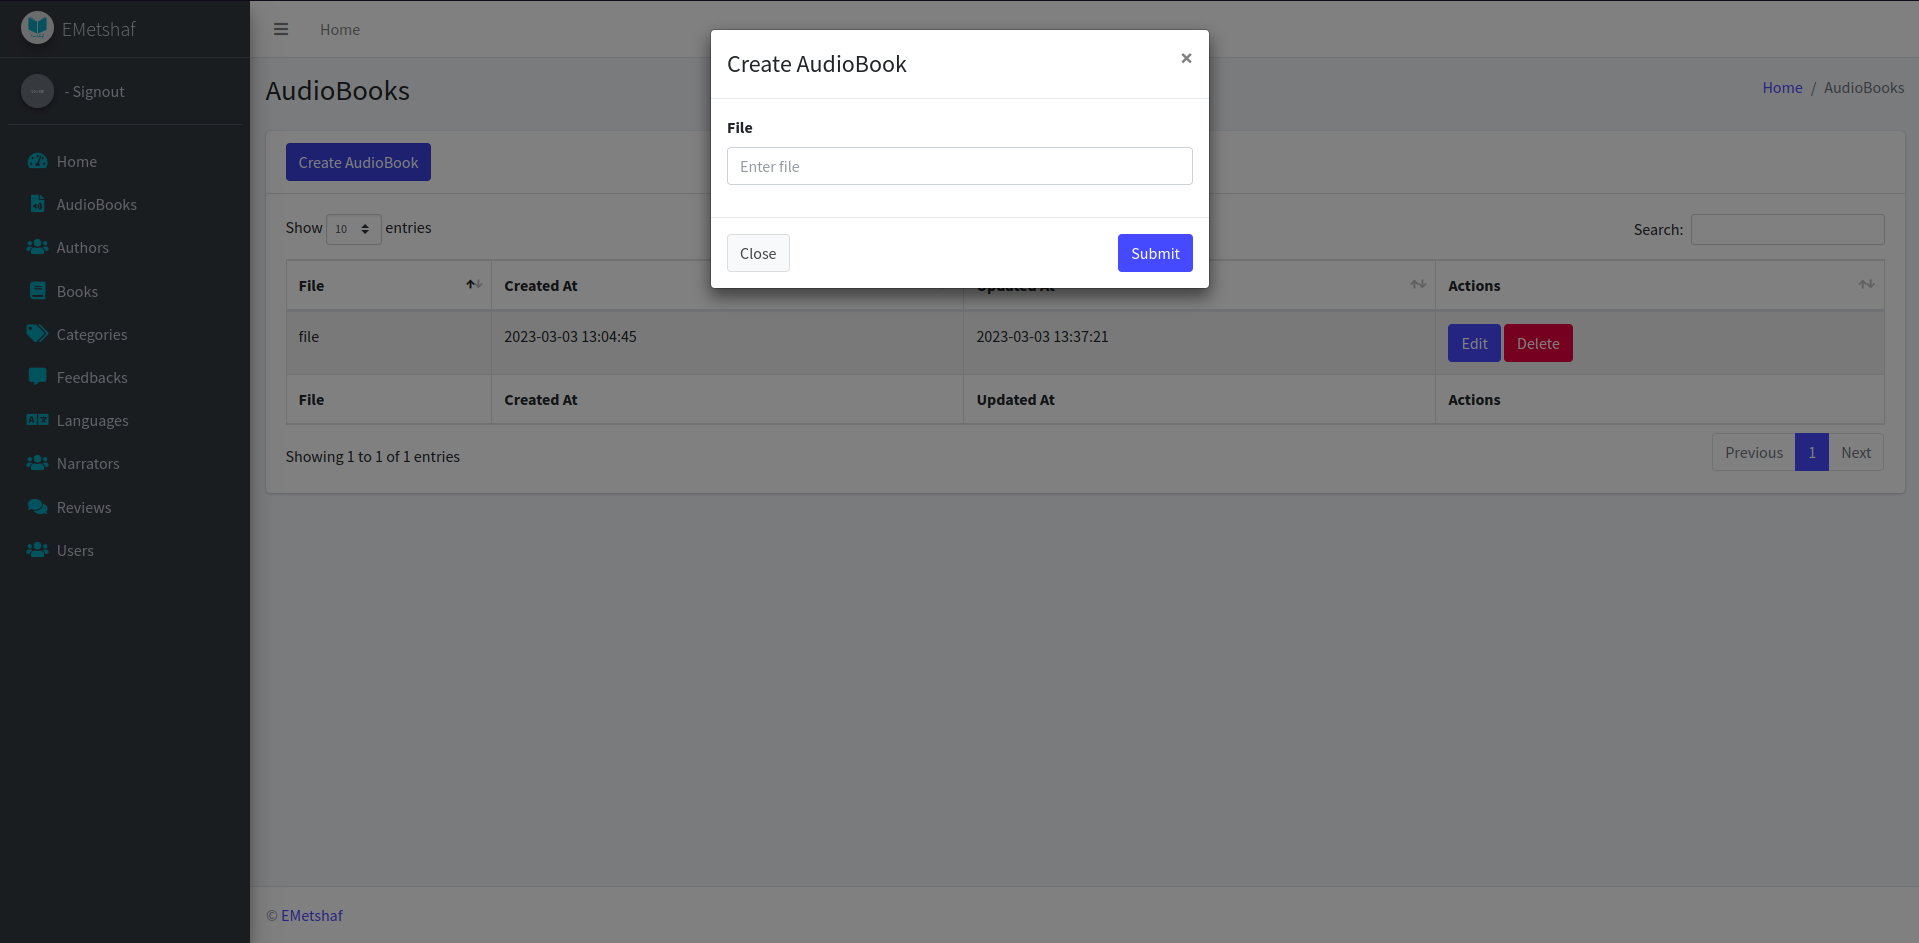 EMetshaf
- Signout
Home
AudioBooks
Authors
Books
Categories
Feedbacks
Languages
Narrators
Reviews
Users
Home
AudioBooks
Home / AudioBooks
Create AudioBook
Show 10 entries
Search:
File Created At Updated At Actions
file 2023-03-03 13:04:45 2023-03-03 13:37:21 Edit Delete
File Created At Updated At Actions
Showing 1 to 1 of 1 entries
Previous 1 Next
Create AudioBook ×
File
Enter file
Close Submit
© EMetshaf